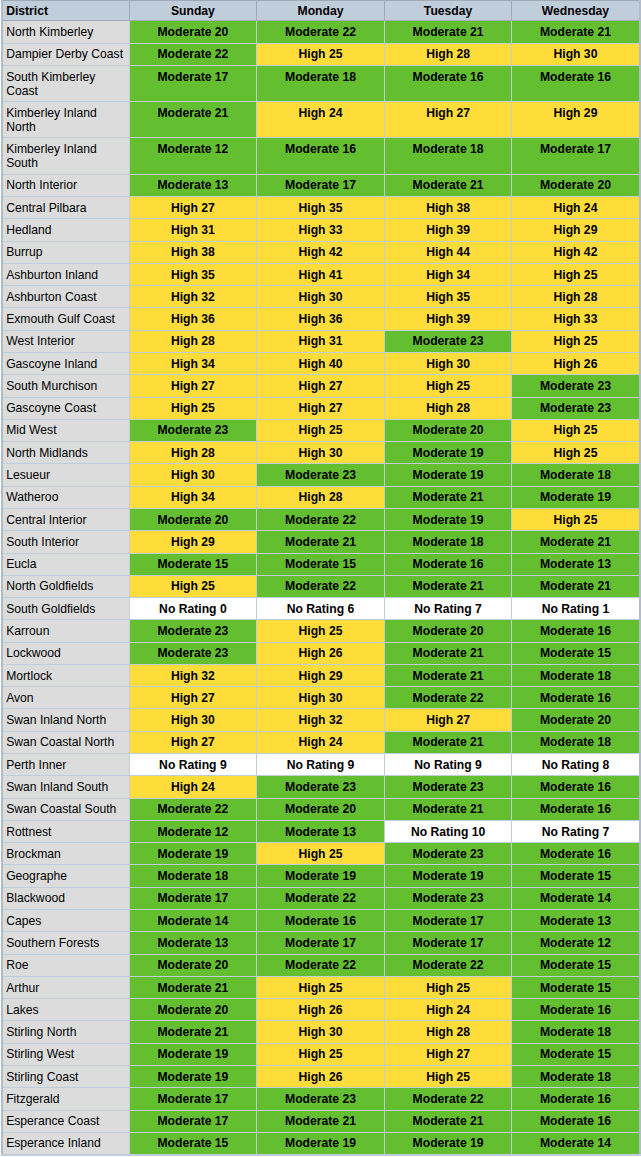 District Sunday Monday Tuesday Wednesday
North Kimberley Moderate 20 Moderate 22 Moderate 21 Moderate 21
Dampier Derby Coast Moderate 22 High 25 High 28 High 30
South Kimberley Moderate 17 Moderate 18 Moderate 16 Moderate 16
Coast
Kimberley Inland Moderate 21 High 24 High 27 High 29
North
Kimberley Inland Moderate 12 Moderate 16 Moderate 18 Moderate 17
South
North Interior Moderate 13 Moderate 17 Moderate 21 Moderate 20
Central Pilbara High 27 High 35 High 38 High 24
Hedland High 31 High 33 High 39 High 29
Burrup High 38 High 42 High 44 High 42
Ashburton Inland High 35 High 41 High 34 High 25
Ashburton Coast High 32 High 30 High 35 High 28
Exmouth Gulf Coast High 36 High 36 High 39 High 33
West Interior High 28 High 31 Moderate 23 High 25
Gascoyne Inland High 34 High 40 High 30 High 26
South Murchison High 27 High 27 High 25 Moderate 23
Gascoyne Coast High 25 High 27 High 28 Moderate 23
Mid West Moderate 23 High 25 Moderate 20 High 25
North Midlands High 28 High 30 Moderate 19 High 25
Lesueur High 30 Moderate 23 Moderate 19 Moderate 18
Watheroo High 34 High 28 Moderate 21 Moderate 19
Central Interior Moderate 20 Moderate 22 Moderate 19 High 25
South Interior High 29 Moderate 21 Moderate 18 Moderate 21
Eucla Moderate 15 Moderate 15 Moderate 16 Moderate 13
North Goldfields High 25 Moderate 22 Moderate 21 Moderate 21
South Goldfields No Rating 0 No Rating 6 No Rating 7 No Rating 1
Karroun Moderate 23 High 25 Moderate 20 Moderate 16
Lockwood Moderate 23 High 26 Moderate 21 Moderate 15
Mortlock High 32 High 29 Moderate 21 Moderate 18
Avon High 27 High 30 Moderate 22 Moderate 16
Swan Inland North High 30 High 32 High 27 Moderate 20
Swan Coastal North High 27 High 24 Moderate 21 Moderate 18
Perth Inner No Rating 9 No Rating 9 No Rating 9 No Rating 8
Swan Inland South High 24 Moderate 23 Moderate 23 Moderate 16
Swan Coastal South Moderate 22 Moderate 20 Moderate 21 Moderate 16
Rottnest Moderate 12 Moderate 13 No Rating 10 No Rating 7
Brockman Moderate 19 High 25 Moderate 23 Moderate 16
Geographe Moderate 18 Moderate 19 Moderate 19 Moderate 15
Blackwood Moderate 17 Moderate 22 Moderate 23 Moderate 14
Capes Moderate 14 Moderate 16 Moderate 17 Moderate 13
Southern Forests Moderate 13 Moderate 17 Moderate 17 Moderate 12
Roe Moderate 20 Moderate 22 Moderate 22 Moderate 15
Arthur Moderate 21 High 25 High 25 Moderate 15
Lakes Moderate 20 High 26 High 24 Moderate 16
Stirling North Moderate 21 High 30 High 28 Moderate 18
Stirling West Moderate 19 High 25 High 27 Moderate 15
Stirling Coast Moderate 19 High 26 High 25 Moderate 18
Fitzgerald Moderate 17 Moderate 23 Moderate 22 Moderate 16
Esperance Coast Moderate 17 Moderate 21 Moderate 21 Moderate 16
Esperance Inland Moderate 15 Moderate 19 Moderate 19 Moderate 14